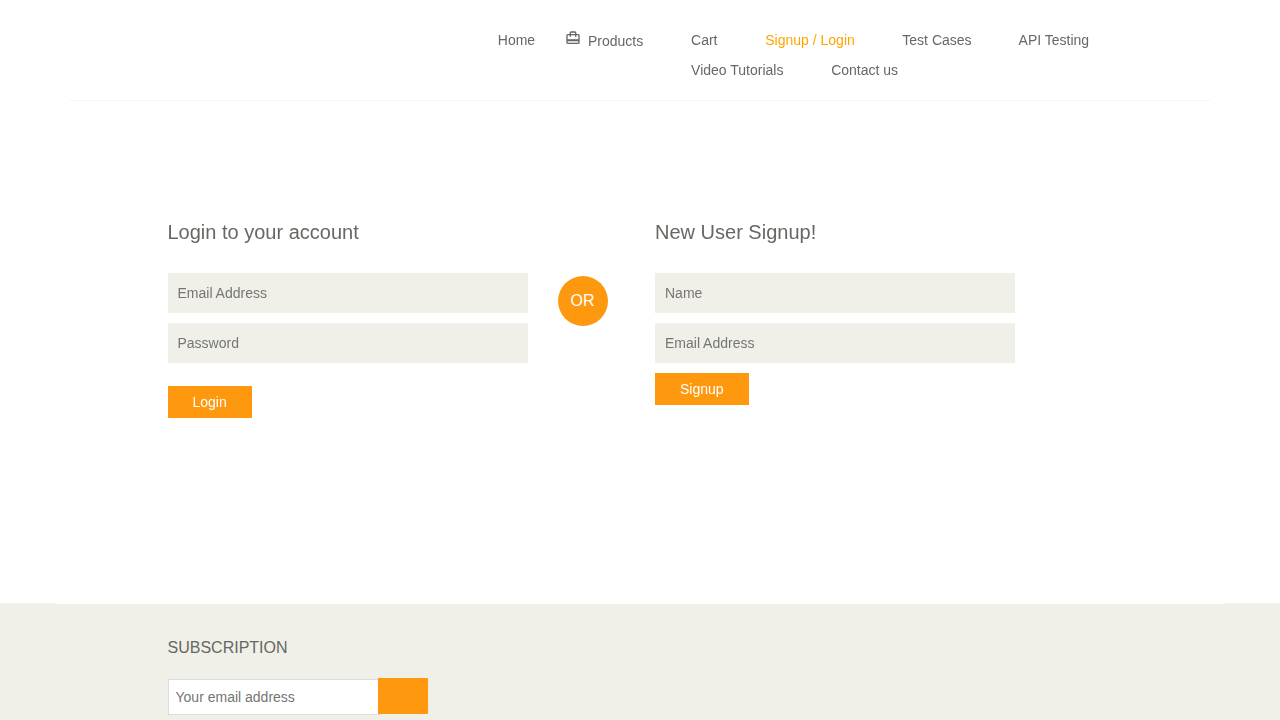 Home Products Cart Signup / Login Test Cases API Testing
Video Tutorials Contact us
Login to your account
Email Address
Password
Login
OR
New User Signup!
Name
Email Address
Signup
SUBSCRIPTION
Your email address